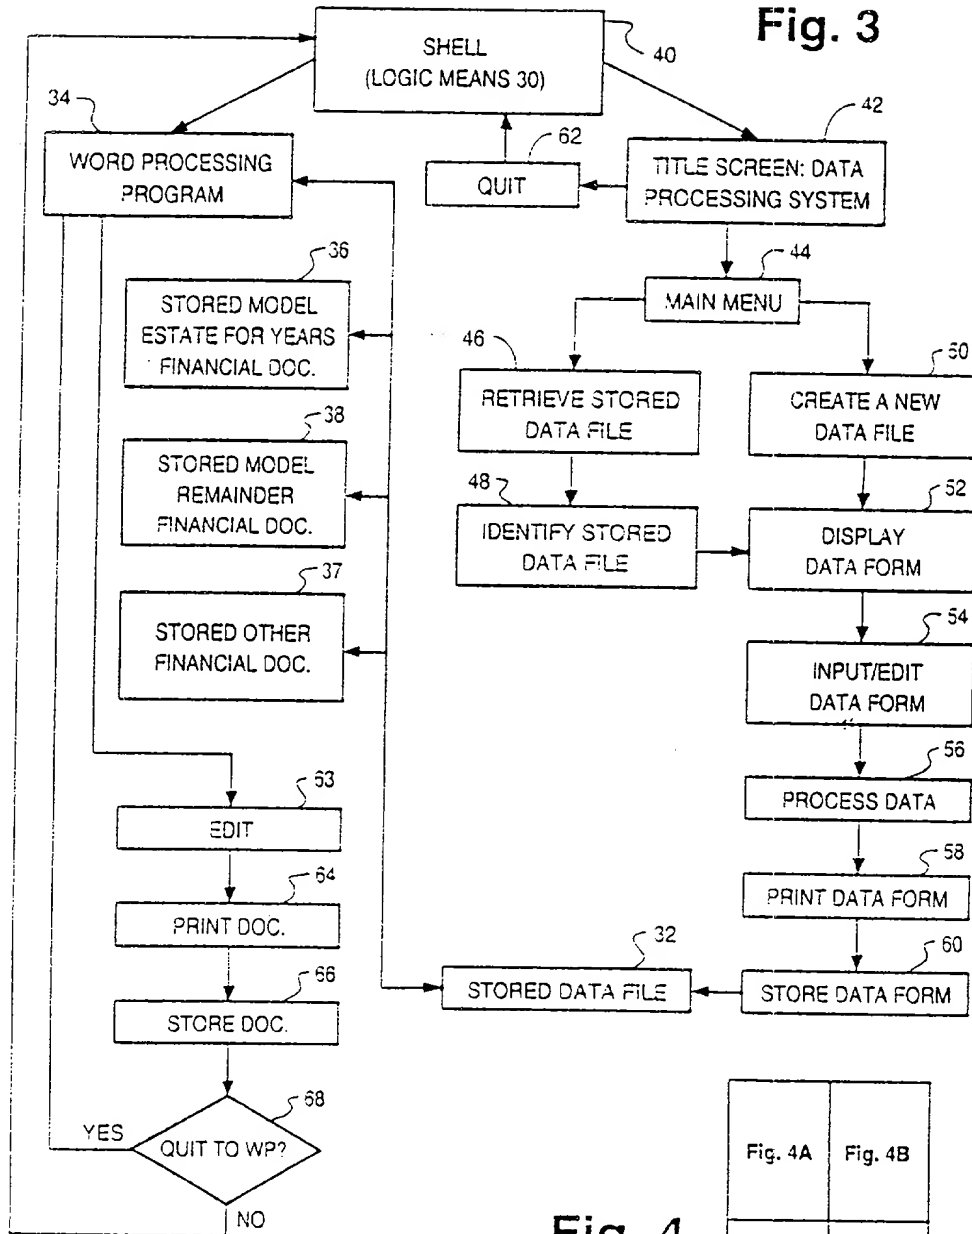 Fig. 3
SHELL
(LOGIC MEANS 30)
40
34
WORD PROCESSING
PROGRAM
62
QUIT
42
TITLE SCREEN: DATA
PROCESSING SYSTEM
44
MAIN MENU
36
STORED MODEL
ESTATE FOR YEARS
FINANCIAL DOC.
46
RETRIEVE STORED
DATA FILE
50
CREATE A NEW
DATA FILE
38
STORED MODEL
REMAINDER
FINANCIAL DOC.
48
IDENTIFY STORED
DATA FILE
52
DISPLAY
DATA FORM
37
STORED OTHER
FINANCIAL DOC.
54
INPUT/EDIT
DATA FORM
56
PROCESS DATA
63
EDIT
58
PRINT DATA FORM
64
PRINT DOC.
32
STORED DATA FILE
60
STORE DATA FORM
66
STORE DOC.
68
QUIT TO WP?
YES
NO
Fig. 4A
Fig. 4B
Fig. 4